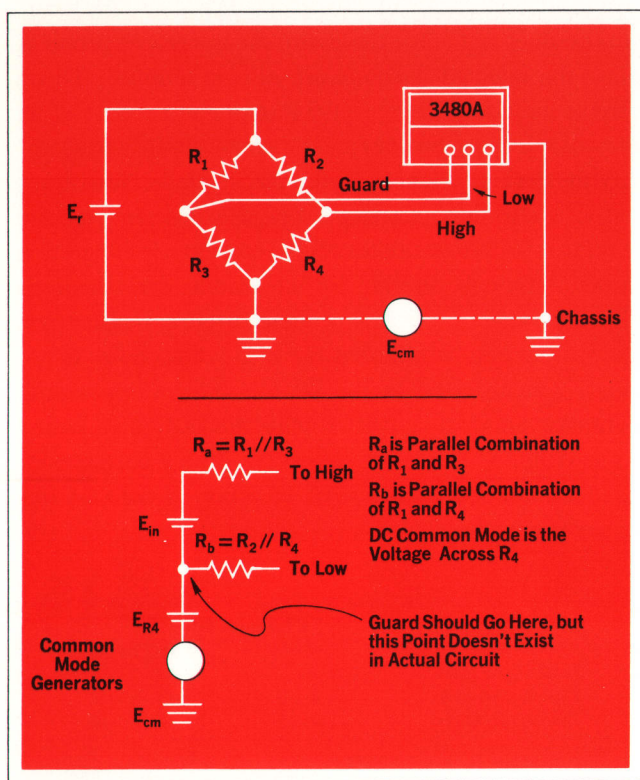 3480A
R1
R2
Guard
Low
Er
High
R3
R4
Chassis
Ecm
Ra = R1//R3
To High
Ra is Parallel Combination
of R1 and R3
Rb is Parallel Combination
of R1 and R4
DC Common Mode is the
Voltage Across R4
Ein
Rb = R2 // R4
To Low
ER4
Guard Should Go Here, but
this Point Doesn't Exist
in Actual Circuit
Common
Mode
Generators
Ecm